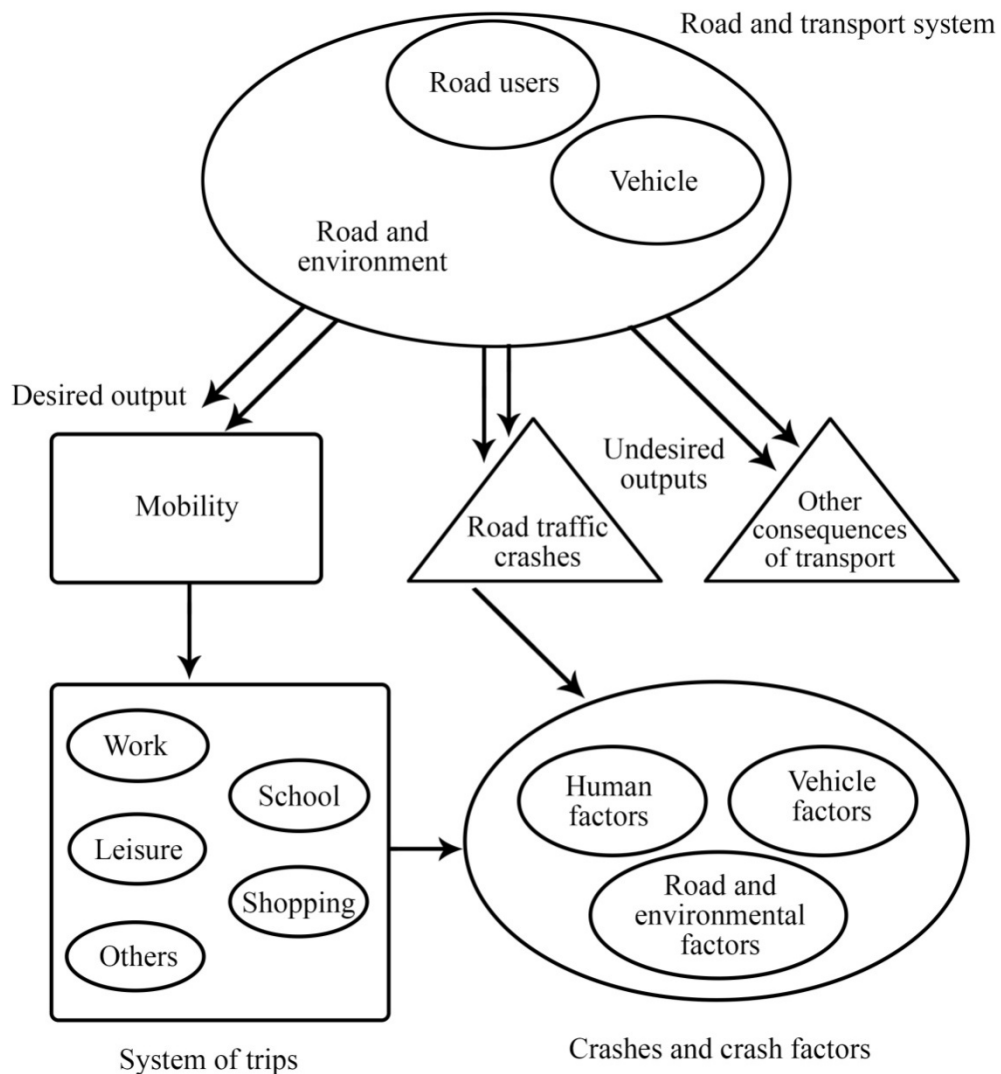 Road and transport system
Road users
Vehicle
Road and
environment
Desired output
Mobility
Road traffic
crashes
Undesired
outputs
Other
consequences
of transport
Work
School
Leisure
Shopping
Others
System of trips
Human
factors
Vehicle
factors
Road and
environmental
factors
Crashes and crash factors